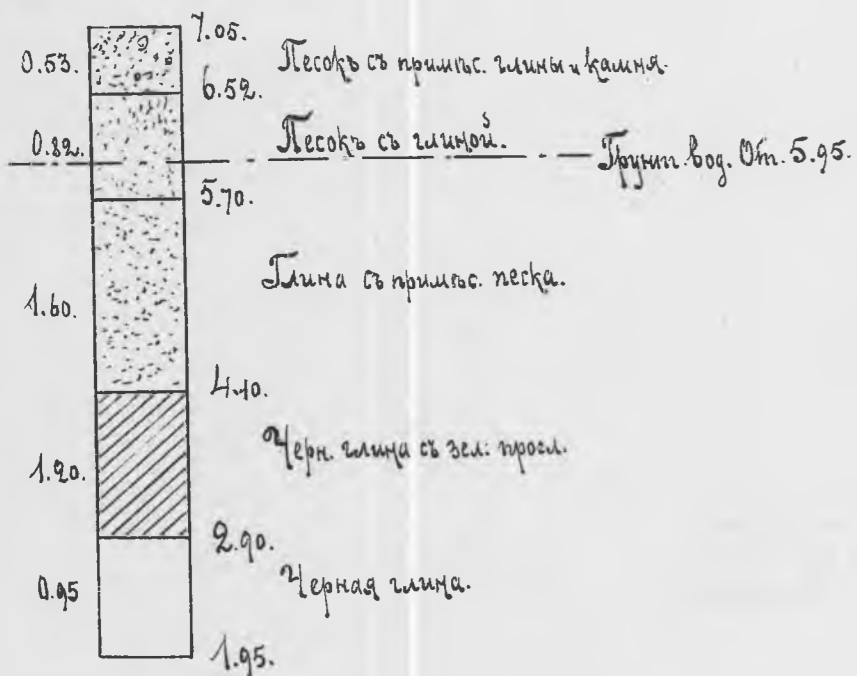 7.05.
0.53. Песокъ съ примѣс. глины и камня.
6.52.
0.82. Песокъ съ глиной.
Грунт. вод. От. 5.95.
5.70.
1.60. Глина съ примѣс. песка.
4.10.
1.20. Черн. глина съ зел: просл.
2.90.
0.95 Черная глина.
1.95.